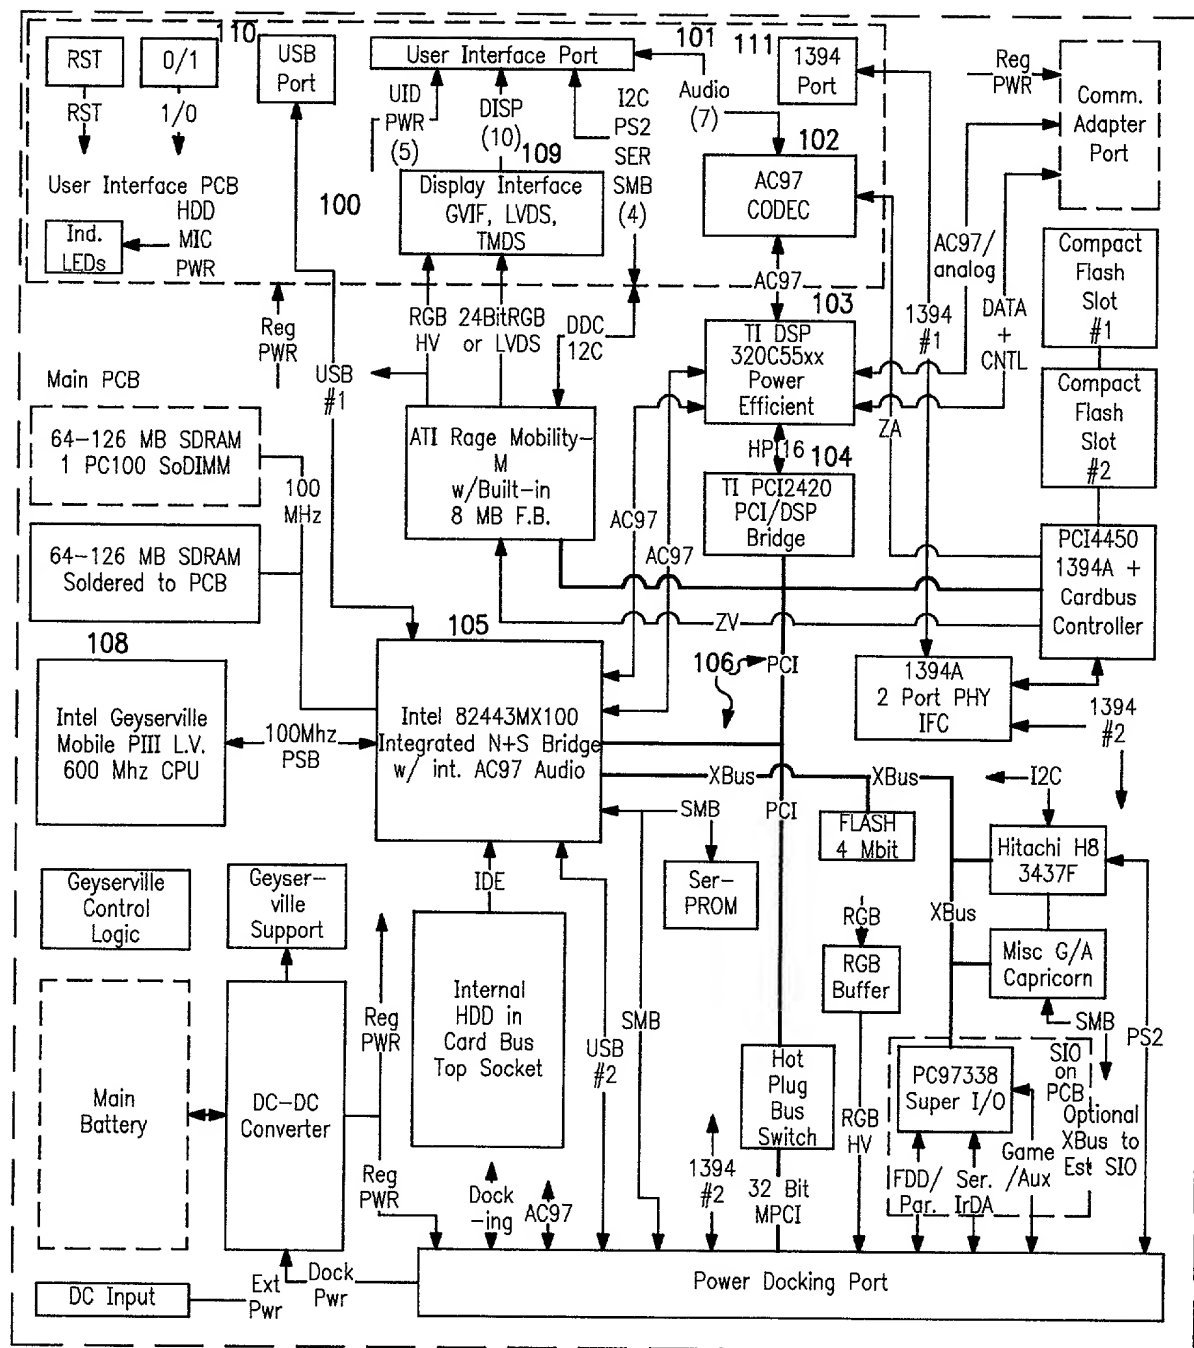 RST
0/1
10
USB
Port
User Interface Port
101
111
1394
Port
Reg
PWR
Comm.
Adapter
Port
RST
1/0
UID
PWR
(5)
DISP
(10)
I2C
PS2
SER
SMB
(4)
Audio
(7)
102
AC97
CODEC
109
Display Interface
GVIF, LVDS,
TMDS
100
User Interface PCB
HDD
MIC
PWR
Ind.
LEDs
AC97/
analog
Compact
Flash
Slot
#1
AC97
103
Reg
PWR
USB
#1
RGB
HV
24BitRGB
or LVDS
DDC
12C
TI DSP
320C55xx
Power
Efficient
1394
#1
DATA
+
CNTL
Compact
Flash
Slot
#2
Main PCB
64-126 MB SDRAM
1 PC100 SoDIMM
100
MHz
ATI Rage Mobility-
M
w/Built-in
8 MB F.B.
ZA
HPI16
104
TI PCI2420
PCI/DSP
Bridge
AC97
AC97
64-126 MB SDRAM
Soldered to PCB
PCI4450
1394A +
Cardbus
Controller
ZV
108
105
106
PCI
1394A
2 Port PHY
IFC
1394
#2
Intel Geyserville
Mobile PIII L.V.
600 Mhz CPU
100Mhz
PSB
Intel 82443MX100
Integrated N+S Bridge
w/ int. AC97 Audio
XBus
XBus
I2C
SMB
PCI
FLASH
4 Mbit
Hitachi H8
3437F
Geyserville
Control
Logic
Geyser-
ville
Support
IDE
Ser-
PROM
RGB
XBus
RGB
Buffer
Misc G/A
Capricorn
Internal
HDD in
Card Bus
Top Socket
Reg
PWR
USB
#2
SMB
SMB
PS2
Main
Battery
DC-DC
Converter
Hot
Plug
Bus
Switch
PC97338
Super I/O
SIO
on
PCB
Optional
XBus to
Est SIO
RGB
HV
Reg
PWR
Dock
-ing
AC97
1394
#2
32 Bit
MPCI
FDD/
Par.
Ser.
IrDA
Game
/Aux
DC Input
Ext
Pwr
Dock
Pwr
Power Docking Port